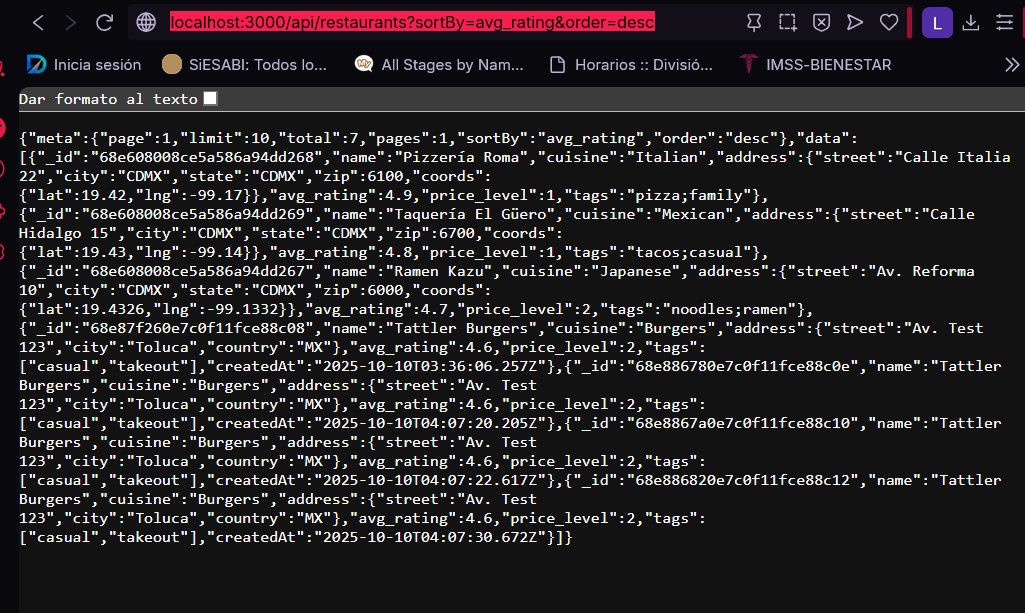 localhost:3000/api/restaurants?sortBy=avg_rating&order=desc
L
Inicia sesión
SiESABI: Todos lo...
All Stages by Nam...
Horarios :: Divisió...
IMSS-BIENESTAR
Dar formato al texto
{"meta":{"page":1,"limit":10,"total":7,"pages":1,"sortBy":"avg_rating","order":"desc"},"data":
[{"_id":"68e608008ce5a586a94dd268","name":"Pizzería Roma","cuisine":"Italian","address":{"street":"Calle Italia
22","city":"CDMX","state":"CDMX","zip":6100,"coords":
{"lat":19.42,"lng":-99.17}},"avg_rating":4.9,"price_level":1,"tags":"pizza;family"},
{"_id":"68e608008ce5a586a94dd269","name":"Taquería El Güero","cuisine":"Mexican","address":{"street":"Calle
Hidalgo 15","city":"CDMX","state":"CDMX","zip":6700,"coords":
{"lat":19.43,"lng":-99.14}},"avg_rating":4.8,"price_level":1,"tags":"tacos;casual"},
{"_id":"68e608008ce5a586a94dd267","name":"Ramen Kazu","cuisine":"Japanese","address":{"street":"Av. Reforma
10","city":"CDMX","state":"CDMX","zip":6000,"coords":
{"lat":19.4326,"lng":-99.1332}},"avg_rating":4.7,"price_level":2,"tags":"noodles;ramen"},
{"_id":"68e87f260e7c0f11fce88c08","name":"Tattler Burgers","cuisine":"Burgers","address":{"street":"Av. Test
123","city":"Toluca","country":"MX"},"avg_rating":4.6,"price_level":2,"tags":
["casual","takeout"],"createdAt":"2025-10-10T03:36:06.257Z"},{"_id":"68e886780e7c0f11fce88c0e","name":"Tattler
Burgers","cuisine":"Burgers","address":{"street":"Av. Test
123","city":"Toluca","country":"MX"},"avg_rating":4.6,"price_level":2,"tags":
["casual","takeout"],"createdAt":"2025-10-10T04:07:20.205Z"},{"_id":"68e8867a0e7c0f11fce88c10","name":"Tattler
Burgers","cuisine":"Burgers","address":{"street":"Av. Test
123","city":"Toluca","country":"MX"},"avg_rating":4.6,"price_level":2,"tags":
["casual","takeout"],"createdAt":"2025-10-10T04:07:22.617Z"},{"_id":"68e886820e7c0f11fce88c12","name":"Tattler
Burgers","cuisine":"Burgers","address":{"street":"Av. Test
123","city":"Toluca","country":"MX"},"avg_rating":4.6,"price_level":2,"tags":
["casual","takeout"],"createdAt":"2025-10-10T04:07:30.672Z"}]}